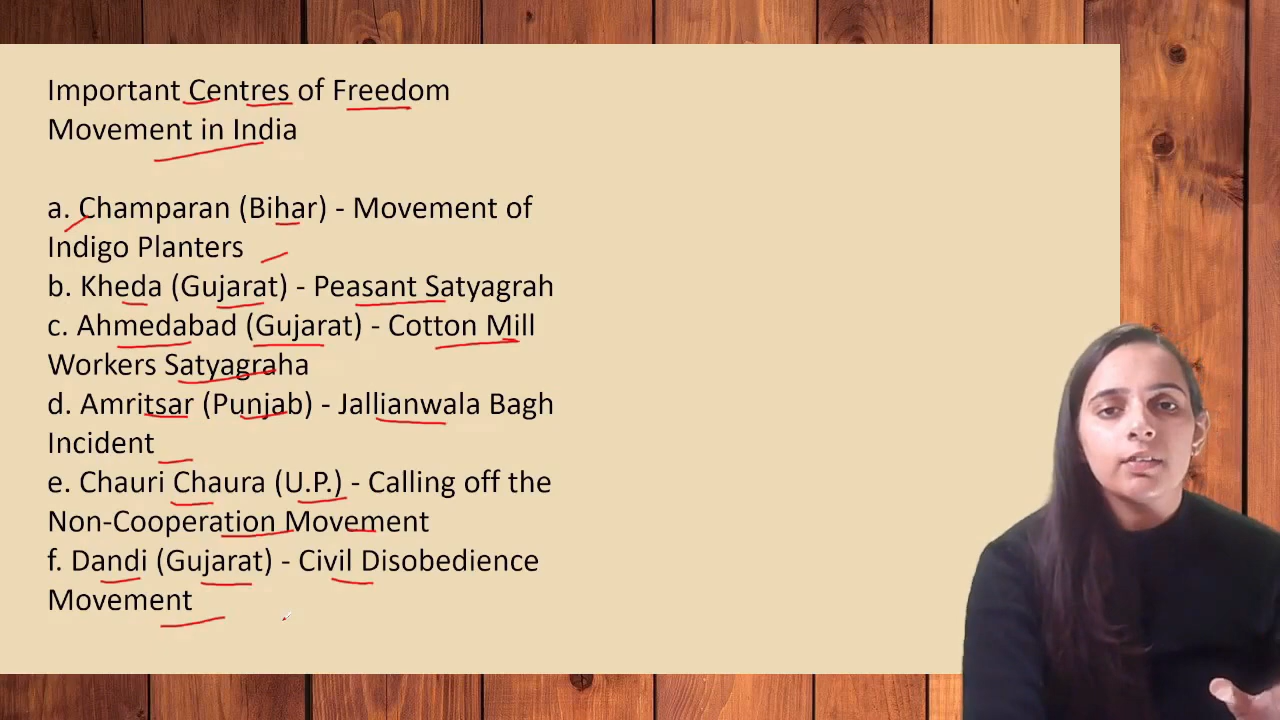 Important Centres of Freedom
Movement in India
a. Champaran (Bihar) - Movement of
Indigo Planters
b. Kheda (Gujarat) - Peasant Satyagrah
c. Ahmedabad (Gujarat) - Cotton Mill
Workers Satyagraha
d. Amritsar (Punjab) - Jallianwala Bagh
Incident
e. Chauri Chaura (U.P.) - Calling off the
Non-Cooperation Movement
f. Dandi (Gujarat) - Civil Disobedience
Movement